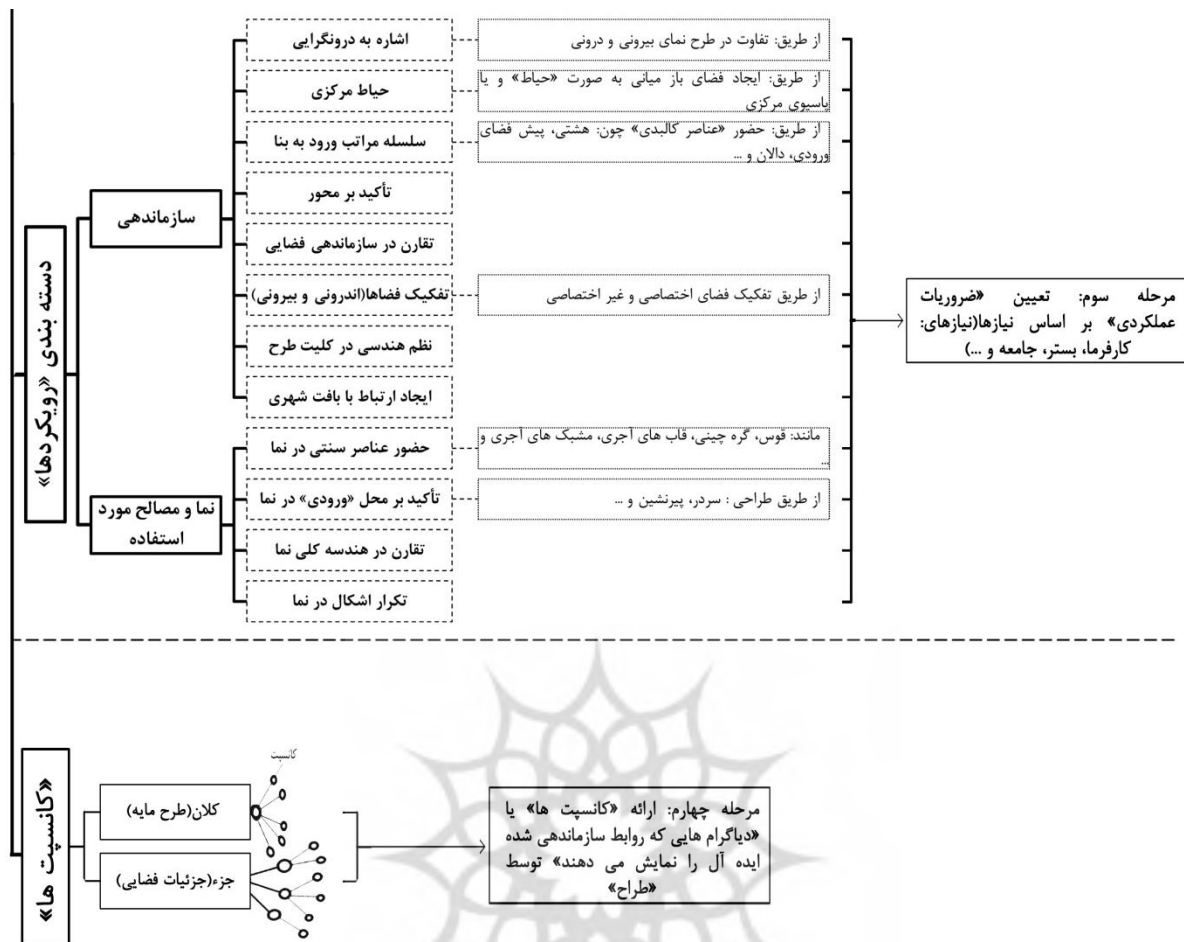 دسته بندی «رویکردها»
سازماندهی
اشاره به درونگرایی
از طریق: تفاوت در طرح نمای بیرونی و درونی
حیاط مرکزی
از طریق: ایجاد فضای باز میانی به صورت «حیاط» و یا
پاسیوی مرکزی
سلسله مراتب ورود به بنا
از طریق: حضور «عناصر کالبدی» چون: هشتی، پیش فضای
ورودی، دالان و ...
تأکید بر محور
تقارن در سازماندهی فضایی
تفکیک فضاها(اندرونی و بیرونی)
از طریق تفکیک فضای اختصاصی و غیر اختصاصی
نظم هندسی در کلیت طرح
ایجاد ارتباط با بافت شهری
نما و مصالح مورد
استفاده
حضور عناصر سنتی در نما
مانند: قوس، گره چینی، قاب های آجری، مشبک های آجری و
...
تأکید بر محل «ورودی» در نما
از طریق طراحی : سردر، پیرنشین و ...
تقارن در هندسه کلی نما
تکرار اشکال در نما
مرحله سوم: تعیین «ضروریات
عملکردی» بر اساس نیازها(نیازهای:
کارفرما، بستر، جامعه و ...)
«کانسپت ها»
کلان(طرح مایه)
کانسپت
جزء(جزئیات فضایی)
مرحله چهارم: ارائه «کانسپت ها» یا
«دیاگرام هایی که روابط سازماندهی شده
ایده آل را نمایش می دهند» توسط
«طراح»